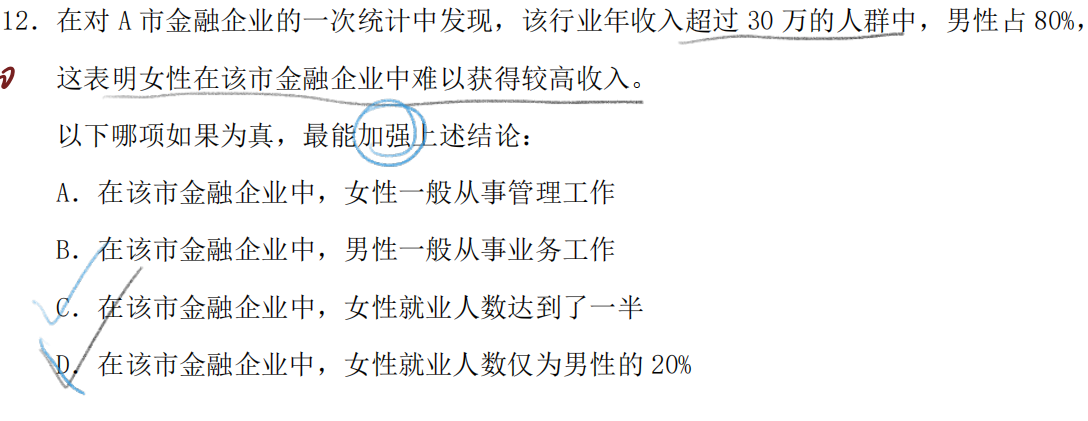 12. 在对 A 市金融企业的一次统计中发现，该行业年收入超过 30 万的人群中，男性占 80%，
这表明女性在该市金融企业中难以获得较高收入。
以下哪项如果为真，最能加强上述结论：
A. 在该市金融企业中，女性一般从事管理工作
B. 在该市金融企业中，男性一般从事业务工作
C. 在该市金融企业中，女性就业人数达到了一半
D. 在该市金融企业中，女性就业人数仅为男性的 20%